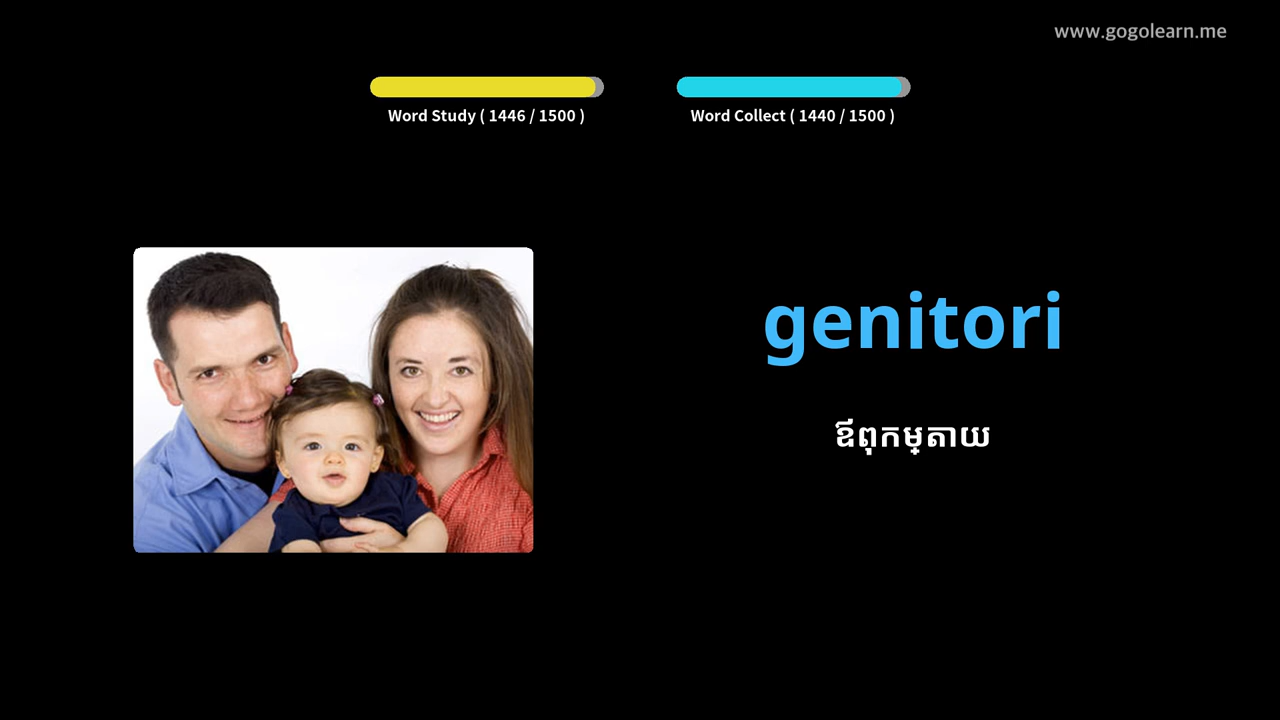 www.gogolearn.me
Word Study ( 1446 / 1500 )
Word Collect ( 1440 / 1500 )
genitori
ឪពុកម្តាយ